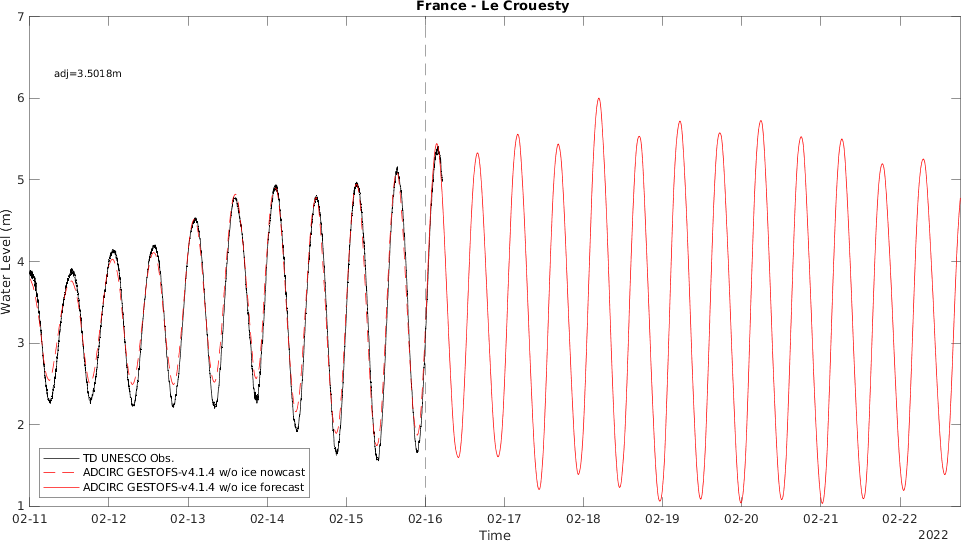 France - Le Crouesty
adj=3.5018m
Water Level (m)
7
6
5
4
3
2
1
TD UNESCO Obs.
ADCIRC GESTOFS-v4.1.4 w/o ice nowcast
ADCIRC GESTOFS-v4.1.4 w/o ice forecast
02-11 02-12 02-13 02-14 02-15 02-16 02-17 02-18 02-19 02-20 02-21 02-22
Time
2022